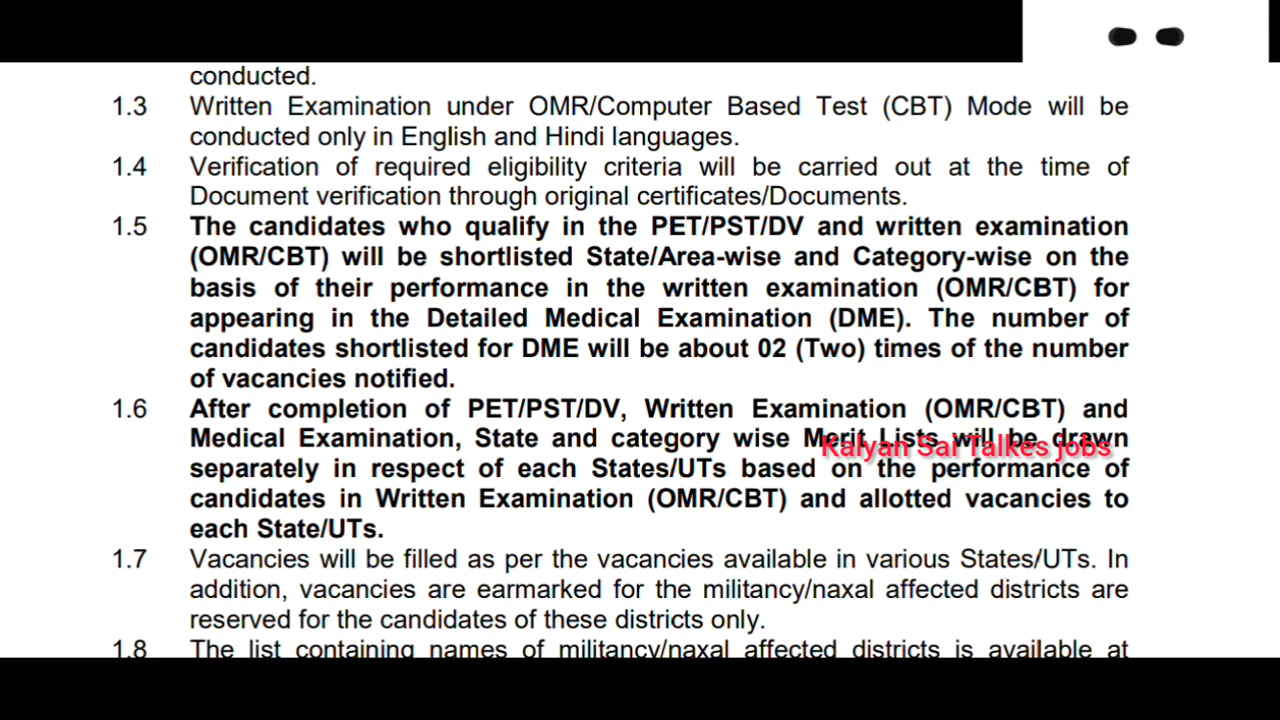 conducted.
1.3 Written Examination under OMR/Computer Based Test (CBT) Mode will be
conducted only in English and Hindi languages.
1.4 Verification of required eligibility criteria will be carried out at the time of
Document verification through original certificates/Documents.
1.5 The candidates who qualify in the PET/PST/DV and written examination
(OMR/CBT) will be shortlisted State/Area-wise and Category-wise on the
basis of their performance in the written examination (OMR/CBT) for
appearing in the Detailed Medical Examination (DME). The number of
candidates shortlisted for DME will be about 02 (Two) times of the number
of vacancies notified.
1.6 After completion of PET/PST/DV, Written Examination (OMR/CBT) and
Medical Examination, State and category wise Merit Lists will be drawn
Kalyan Sai Talkes jobs
separately in respect of each States/UTs based on the performance of
candidates in Written Examination (OMR/CBT) and allotted vacancies to
each State/UTs.
1.7 Vacancies will be filled as per the vacancies available in various States/UTs. In
addition, vacancies are earmarked for the militancy/naxal affected districts are
reserved for the candidates of these districts only.
1.8 The list containing names of militancy/naxal affected districts is available at